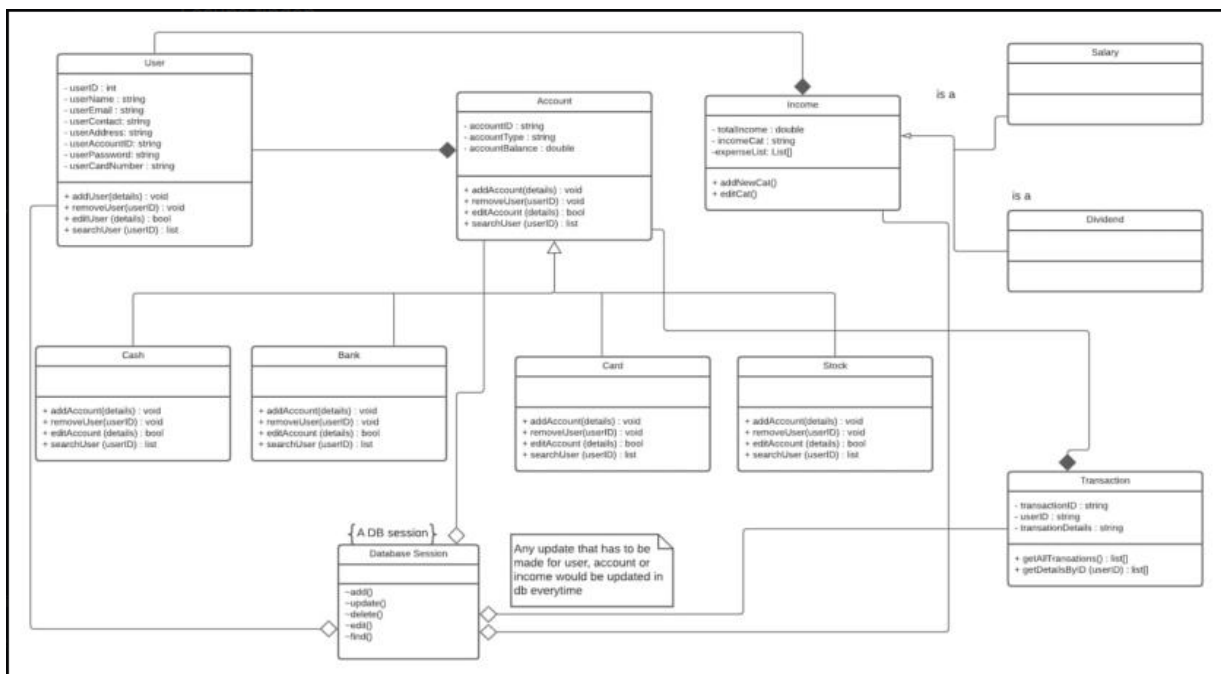 User
- userID : int
- userName : string
- userEmail : string
- userContact: string
- userAddress: string
- userAccountID: string
- userPassword: string
- userCardNumber : string
+ addUser(details) : void
+ removeUser(userID) : void
+ editUser (details) : bool
+ searchUser (userID) : list
Account
- accountID : string
- accountType : string
- accountBalance : double
+ addAccount(details) : void
+ removeUser(userID) : void
+ editAccount (details) : bool
+ searchUser (userID) : list
Income
- totalIncome : double
- incomeCat : string
-expenseList: List[]
+ addNewCat()
+ editCat()
is a
Salary
is a
Dividend
Cash
+ addAccount(details) : void
+ removeUser(userID) : void
+ editAccount (details) : bool
+ searchUser (userID) : list
Bank
+ addAccount(details) : void
+ removeUser(userID) : void
+ editAccount (details) : bool
+ searchUser (userID) : list
Card
+ addAccount(details) : void
+ removeUser(userID) : void
+ editAccount (details) : bool
+ searchUser (userID) : list
Stock
+ addAccount(details) : void
+ removeUser(userID) : void
+ editAccount (details) : bool
+ searchUser (userID) : list
Transaction
- transactionID : string
- userID : string
- transationDetails : string
+ getAllTransations() : list[]
+ getDetailsByID (userID) : list[]
{A DB session}
Database Session
~add()
~update()
~delete()
~edit()
~find()
Any update that has to be
made for user, account or
income would be updated in
db everytime